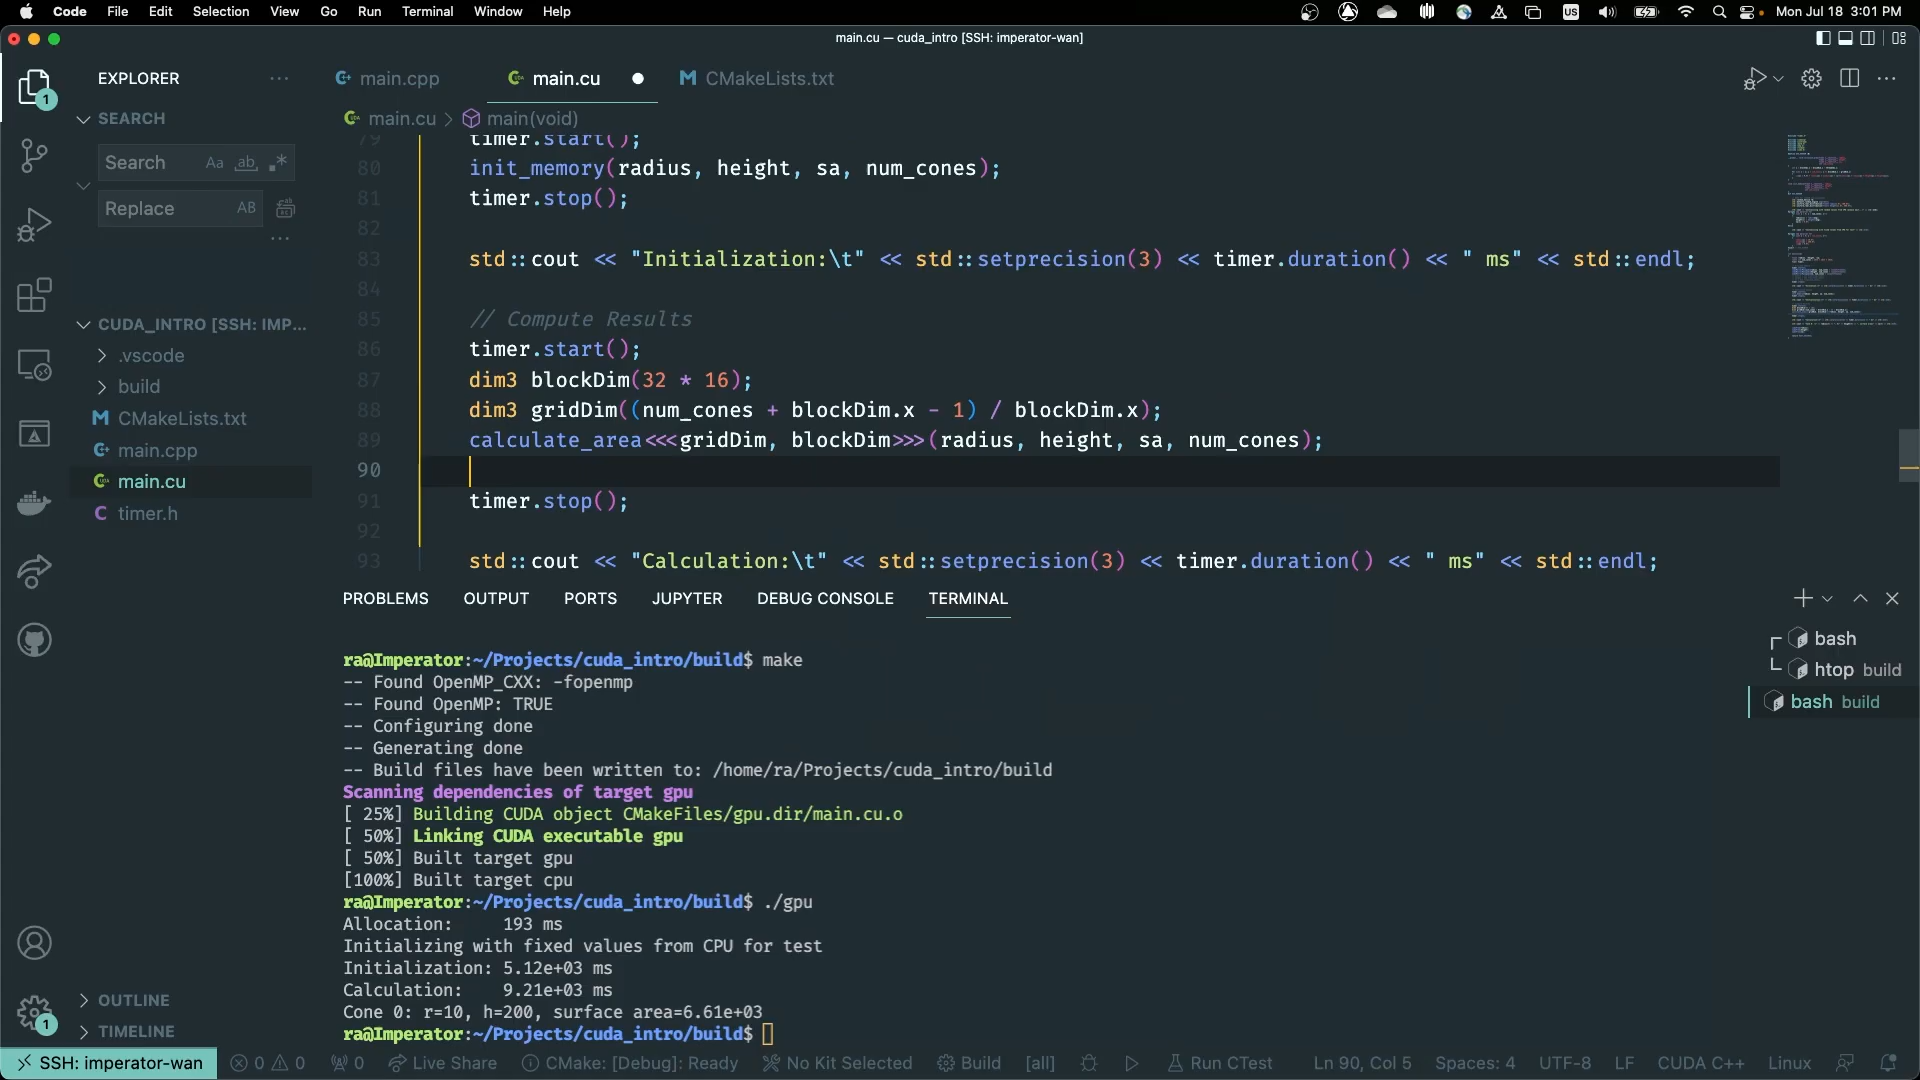 Code File Edit Selection View Go Run Terminal Window Help US Mon Jul 18 3:01 PM
main.cu — cuda_intro [SSH: imperator-wan]
EXPLORER
SEARCH
Search Aa ab
Replace AB
CUDA_INTRO [SSH: IMP...
.vscode
build
CMakeLists.txt
main.cpp
main.cu
timer.h
OUTLINE
TIMELINE
1
1
main.cpp main.cu CMakeLists.txt
main.cu > main(void)
79 timer.start();
80 init_memory(radius, height, sa, num_cones);
81 timer.stop();
82
83 std::cout << "Initialization:\t" << std::setprecision(3) << timer.duration() << " ms" << std::endl;
84
85 // Compute Results
86 timer.start();
87 dim3 blockDim(32 * 16);
88 dim3 gridDim((num_cones + blockDim.x - 1) / blockDim.x);
89 calculate_area<<<gridDim, blockDim>>>(radius, height, sa, num_cones);
90
91 timer.stop();
92
93 std::cout << "Calculation:\t" << std::setprecision(3) << timer.duration() << " ms" << std::endl;
PROBLEMS OUTPUT PORTS JUPYTER DEBUG CONSOLE TERMINAL
ra@Imperator:~/Projects/cuda_intro/build$ make
-- Found OpenMP_CXX: -fopenmp
-- Found OpenMP: TRUE
-- Configuring done
-- Generating done
-- Build files have been written to: /home/ra/Projects/cuda_intro/build
Scanning dependencies of target gpu
[ 25%] Building CUDA object CMakeFiles/gpu.dir/main.cu.o
[ 50%] Linking CUDA executable gpu
[ 50%] Built target gpu
[100%] Built target cpu
ra@Imperator:~/Projects/cuda_intro/build$ ./gpu
Allocation: 193 ms
Initializing with fixed values from CPU for test
Initialization: 5.12e+03 ms
Calculation: 9.21e+03 ms
Cone 0: r=10, h=200, surface area=6.61e+03
ra@Imperator:~/Projects/cuda_intro/build$
bash
htop build
bash build
SSH: imperator-wan 0 0 0 Live Share CMake: [Debug]: Ready No Kit Selected Build [all] Run CTest Ln 90, Col 5 Spaces: 4 UTF-8 LF CUDA C++ Linux